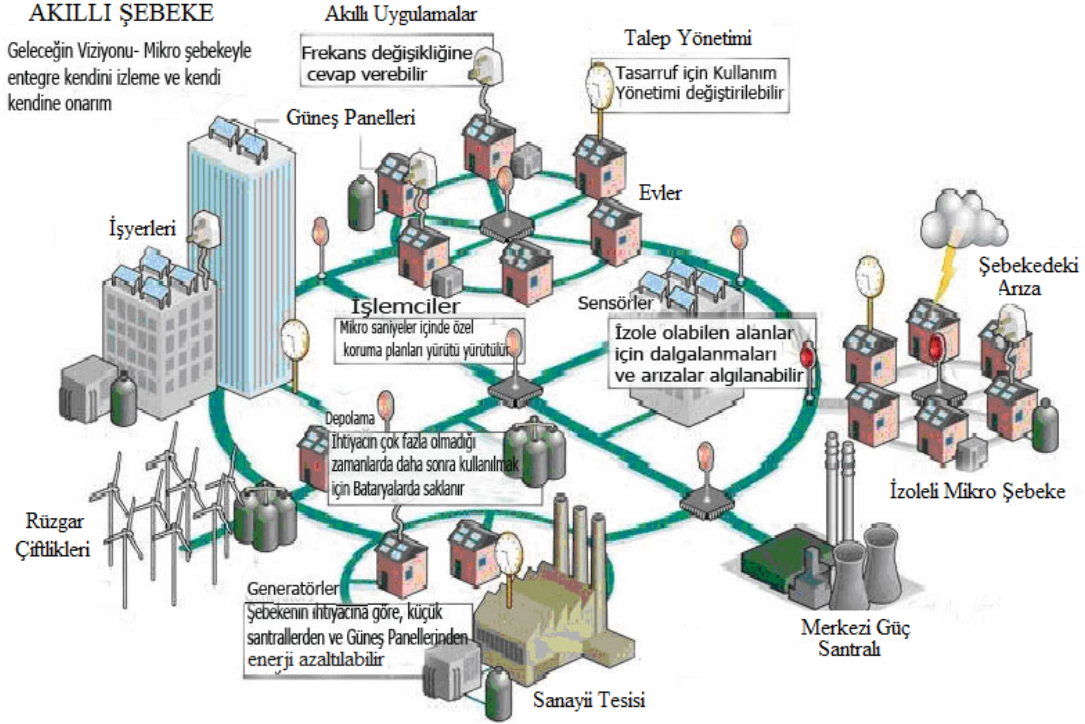 AKILLI ŞEBEKE
Geleceğin Viziyonu- Mikro şebekeyle
entegre kendini izleme ve kendi
kendine onarım
Akıllı Uygulamalar
Frekans değişikliğine
cevap verebilir
Talep Yönetimi
Tasarruf için Kullanım
Yönetimi değiştirilebilir
Güneş Panelleri
Evler
İşyerleri
Şebekedeki
Arıza
İşlemciler
Mikro saniyeler içinde özel
koruma planları yürütü yürütülür
Sensörler
İzole olabilen alanlar
için dalgalanmaları
ve arızalar algılanabilir
Depolama
İhtiyacın çok fazla olmadığı
zamanlarda daha sonra kullanılmak
için Bataryalarda saklanır
İzoleli Mikro Şebeke
Rüzgar
Çiftlikleri
Generatörler
Şebekenin ihtiyacına göre, küçük
santrallerden ve Güneş Panellerinden
enerji azaltılabilir
Merkezi Güç
Santralı
Sanayii Tesisi